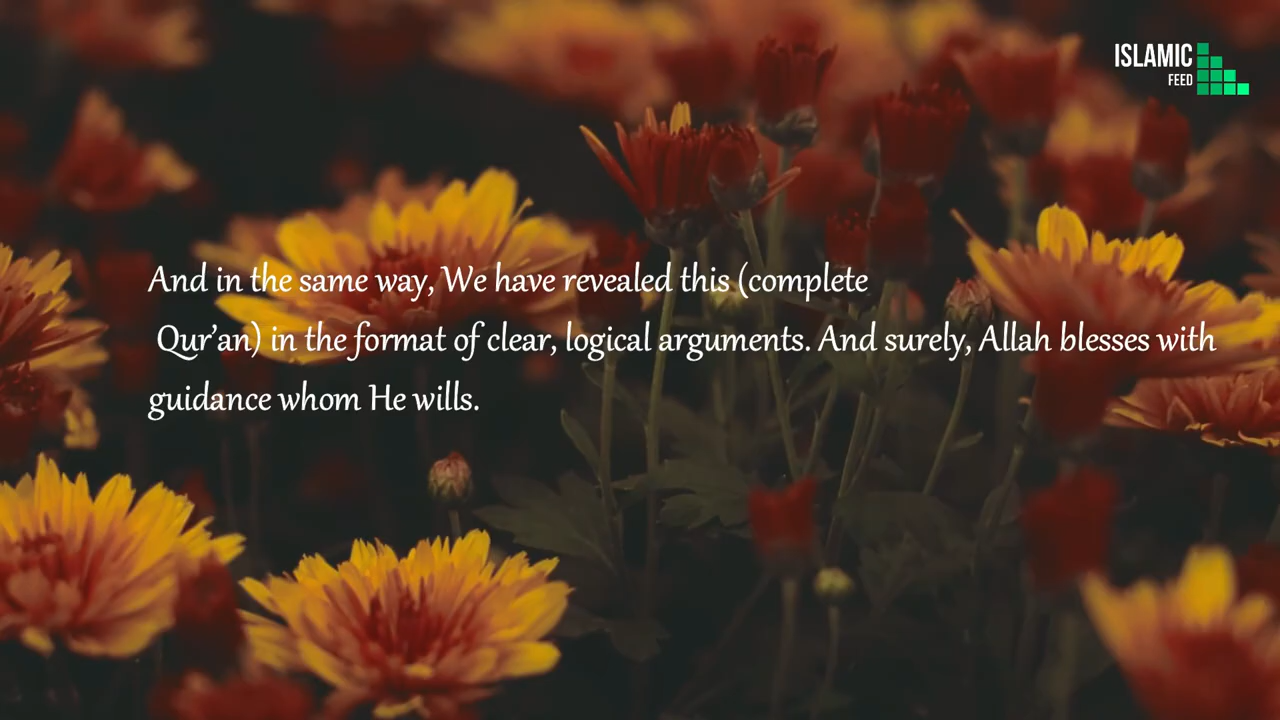 ISLAMIC
FEED
And in the same way, We have revealed this (complete
Qur’an) in the format of clear, logical arguments. And surely, Allah blesses with
guidance whom He wills.